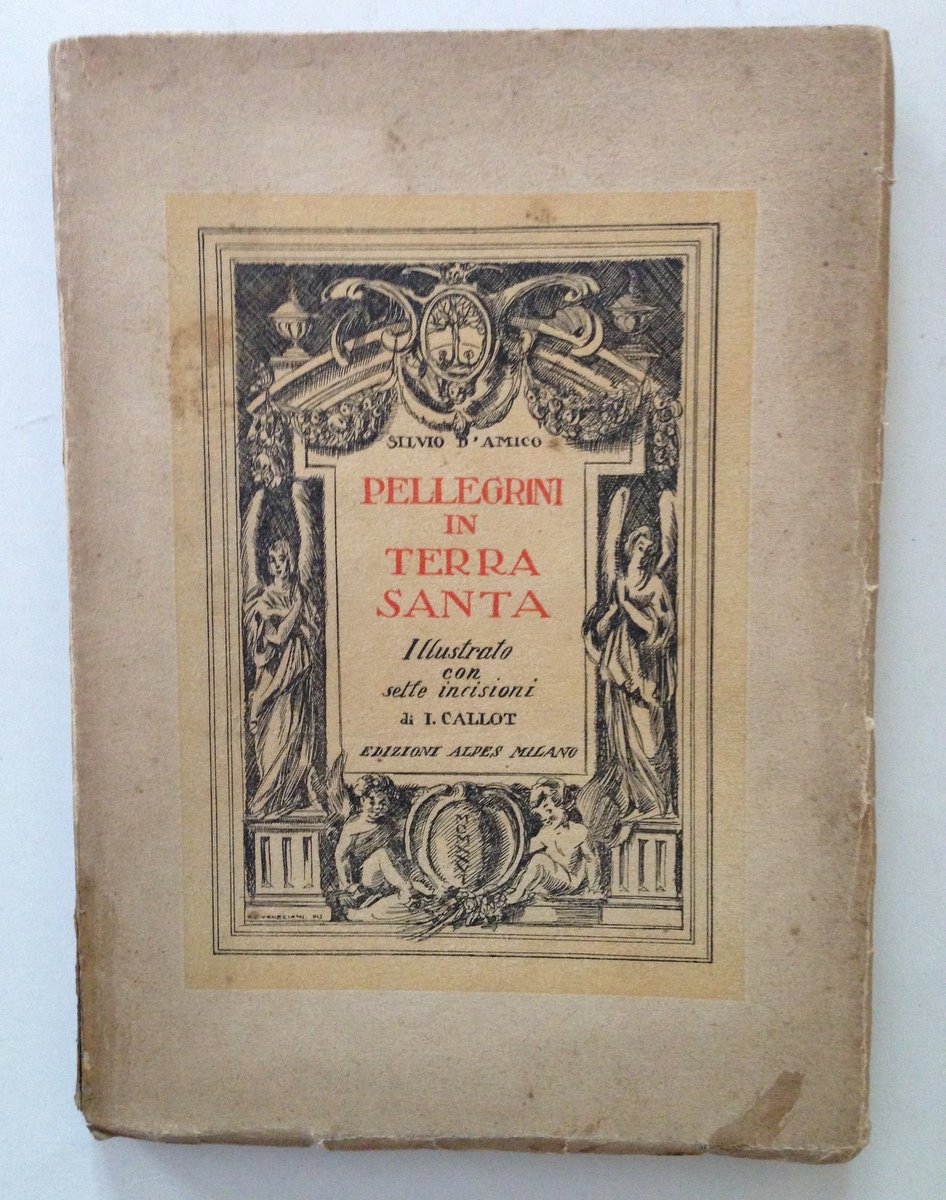 SILVIO D'AMICO
PELLEGRINI
IN
TERRA
SANTA
Illustrato
con
sette incisioni
di I. CALLOT
EDIZIONI ALPES MILANO